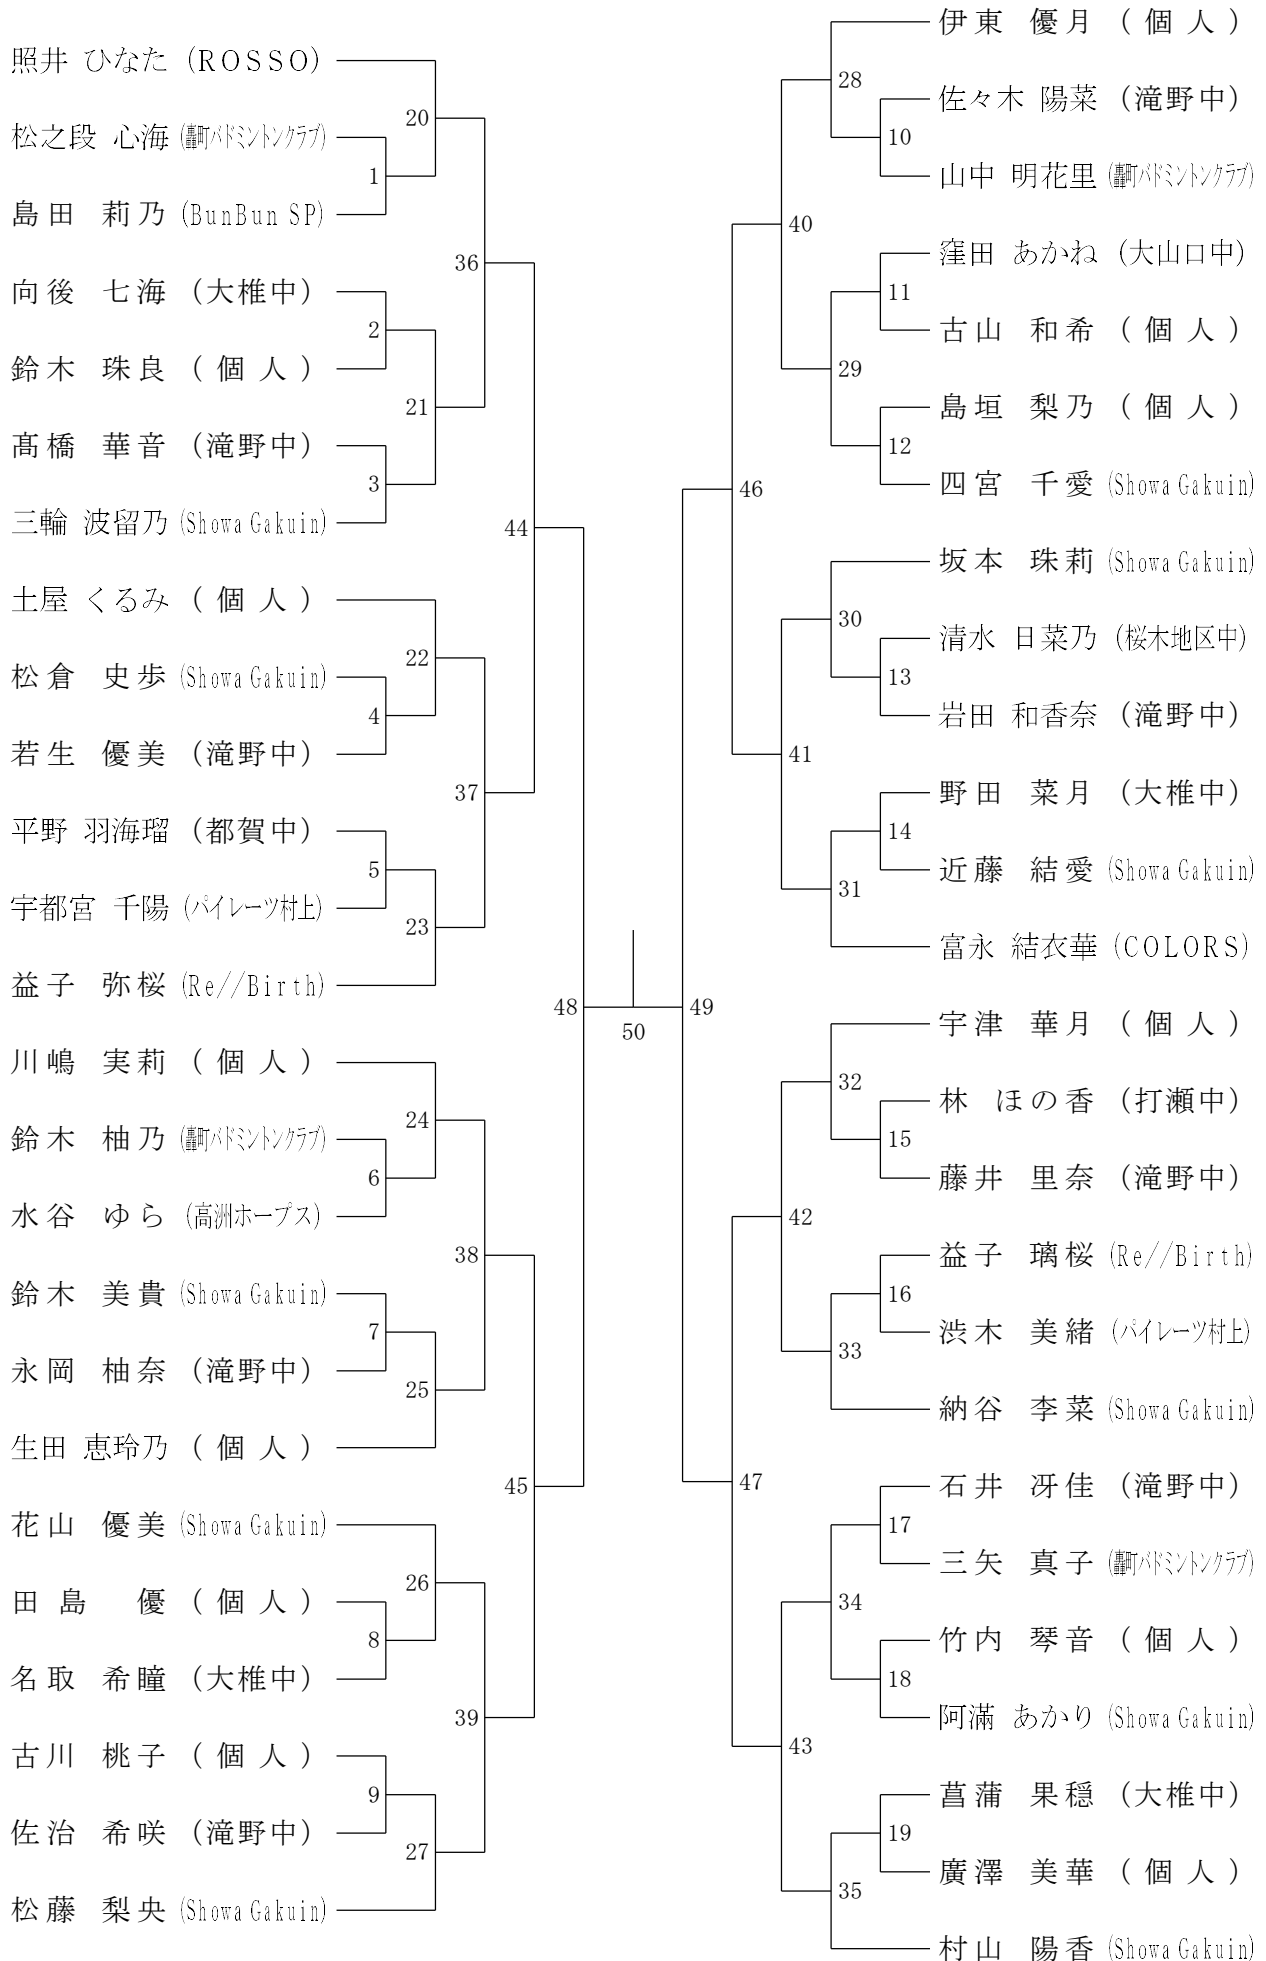 照井 ひなた (ROSSO)
松之段 心海 (轟町バドミントンクラブ)
島田 莉乃 (BunBun SP)
向後 七海 (大椎中)
鈴木 珠良 (個人)
髙橋 華音 (滝野中)
三輪 波留乃 (Showa Gakuin)
土屋 くるみ (個人)
松倉 史歩 (Showa Gakuin)
若生 優美 (滝野中)
平野 羽海瑠 (都賀中)
宇都宮 千陽 (パイレーツ村上)
益子 弥桜 (Re//Birth)
川嶋 実莉 (個人)
鈴木 柚乃 (轟町バドミントンクラブ)
水谷 ゆら (高洲ホープス)
鈴木 美貴 (Showa Gakuin)
永岡 柚奈 (滝野中)
生田 恵玲乃 (個人)
花山 優美 (Showa Gakuin)
田島 優 (個人)
名取 希瞳 (大椎中)
古川 桃子 (個人)
佐治 希咲 (滝野中)
松藤 梨央 (Showa Gakuin)
1
2
3
4
5
6
7
8
9
20
21
22
23
24
25
26
27
36
37
38
39
44
45
48
50
49
46
47
40
41
42
43
28
29
30
31
32
33
34
35
10
11
12
13
14
15
16
17
18
19
伊東 優月 (個人)
佐々木 陽菜 (滝野中)
山中 明花里 (轟町バドミントンクラブ)
窪田 あかね (大山口中)
古山 和希 (個人)
島垣 梨乃 (個人)
四宮 千愛 (Showa Gakuin)
坂本 珠莉 (Showa Gakuin)
清水 日菜乃 (桜木地区中)
岩田 和香奈 (滝野中)
野田 菜月 (大椎中)
近藤 結愛 (Showa Gakuin)
富永 結衣華 (COLORS)
宇津 華月 (個人)
林 ほの香 (打瀬中)
藤井 里奈 (滝野中)
益子 璃桜 (Re//Birth)
渋木 美緒 (パイレーツ村上)
納谷 李菜 (Showa Gakuin)
石井 冴佳 (滝野中)
三矢 真子 (轟町バドミントンクラブ)
竹内 琴音 (個人)
阿滿 あかり (Showa Gakuin)
菖蒲 果穏 (大椎中)
廣澤 美華 (個人)
村山 陽香 (Showa Gakuin)